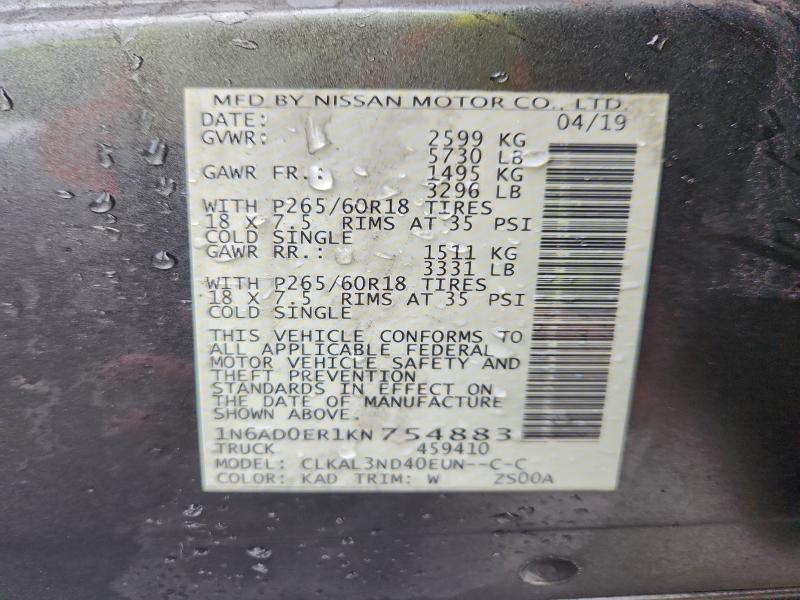 MFD BY NISSAN MOTOR CO., LTD.
DATE: 04/19
GVWR: 2599 KG
5730 LB
GAWR FR.: 1495 KG
3296 LB
WITH P265/60R18 TIRES
18 X 7.5 RIMS AT 35 PSI
COLD SINGLE
GAWR RR.: 1511 KG
3331 LB
WITH P265/60R18 TIRES
18 X 7.5 RIMS AT 35 PSI
COLD SINGLE
THIS VEHICLE CONFORMS TO
ALL APPLICABLE FEDERAL
MOTOR VEHICLE SAFETY AND
THEFT PREVENTION
STANDARDS IN EFFECT ON
THE DATE OF MANUFACTURE
SHOWN ABOVE.
1N6AD0ER1KN754883
TRUCK 459410
MODEL: CLKAL3ND40EUN--C-C
COLOR: KAD TRIM: W ZS00A